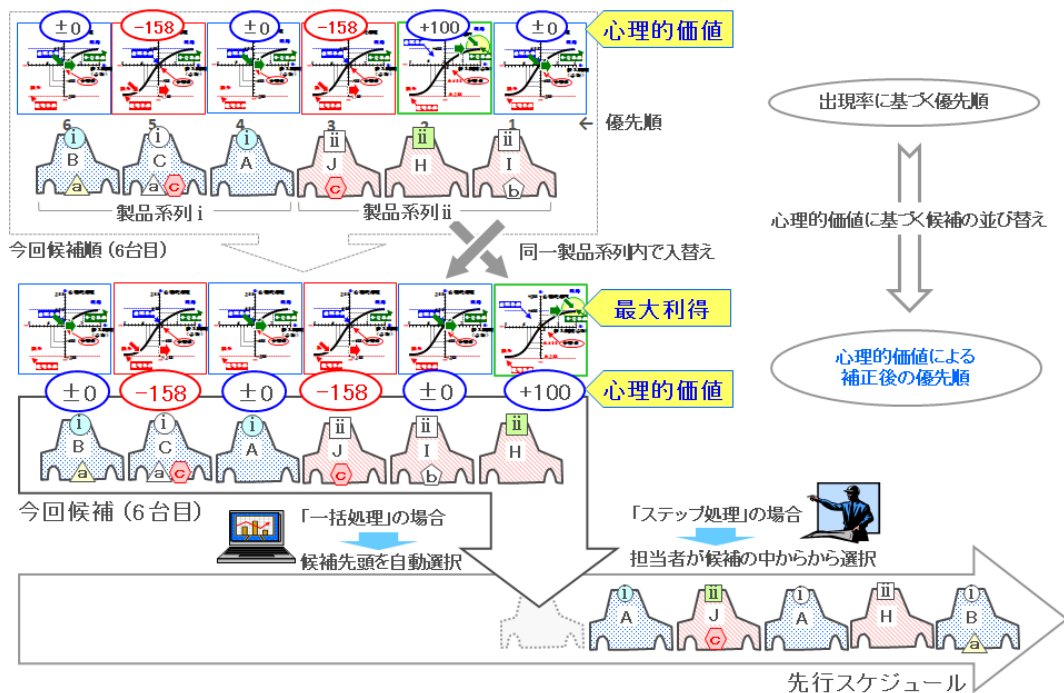 ±0 -158 ±0 -158 +100 ±0
心理的価値
6 5 4 3 2 1
← 優先順
i i i ii ii ii
B C A J H I
a a c c b
製品系列 i
製品系列 ii
今回候補順 (6台目)
同一製品系列内で入替え
出現率に基づく優先順
心理的価値に基づく候補の並び替え
心理的価値による
補正後の優先順
最大利得
±0 -158 ±0 -158 ±0 +100
心理的価値
i i i ii ii ii
B C A J I H
a a c c b
今回候補 (6台目)
「一括処理」の場合
候補先頭を自動選択
「ステップ処理」の場合
担当者が候補の中からから選択
i ii i ii i
A J A H B
c a
先行スケジュール